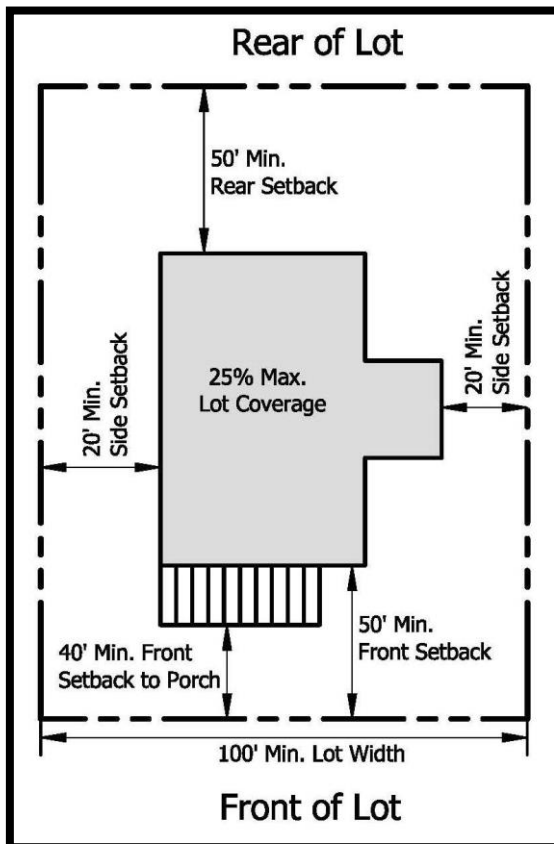 Rear of Lot
50' Min.
Rear Setback
25% Max.
Lot Coverage
20' Min.
Side Setback
20' Min.
Side Setback
40' Min. Front
Setback to Porch
50' Min.
Front Setback
100' Min. Lot Width
Front of Lot